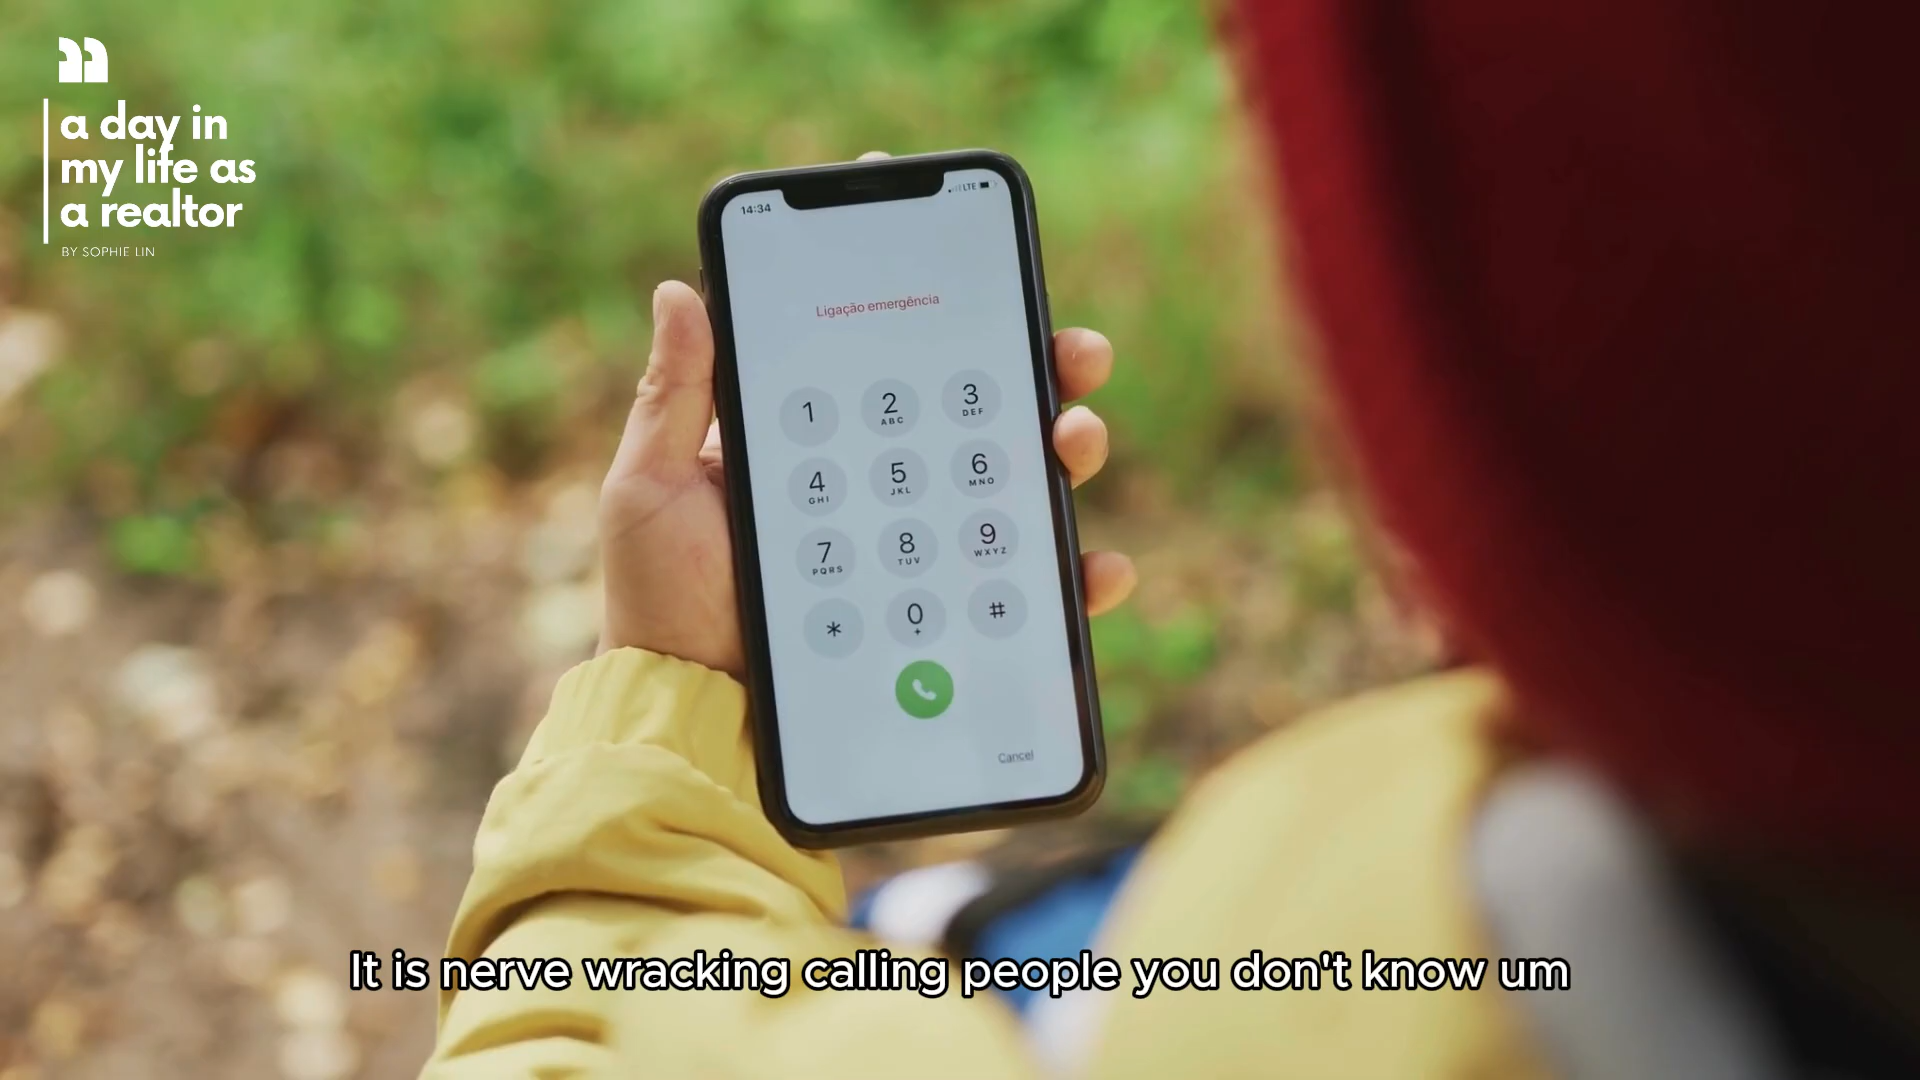 a day in
my life as
a realtor
BY SOPHIE LIN
14:34
LTE
Ligação emergência
1
2
ABC
3
DEF
4
GHI
5
JKL
6
MNO
7
PQRS
8
TUV
9
WXYZ
*
0
+
#
Cancel
It is nerve wracking calling people you don't know um